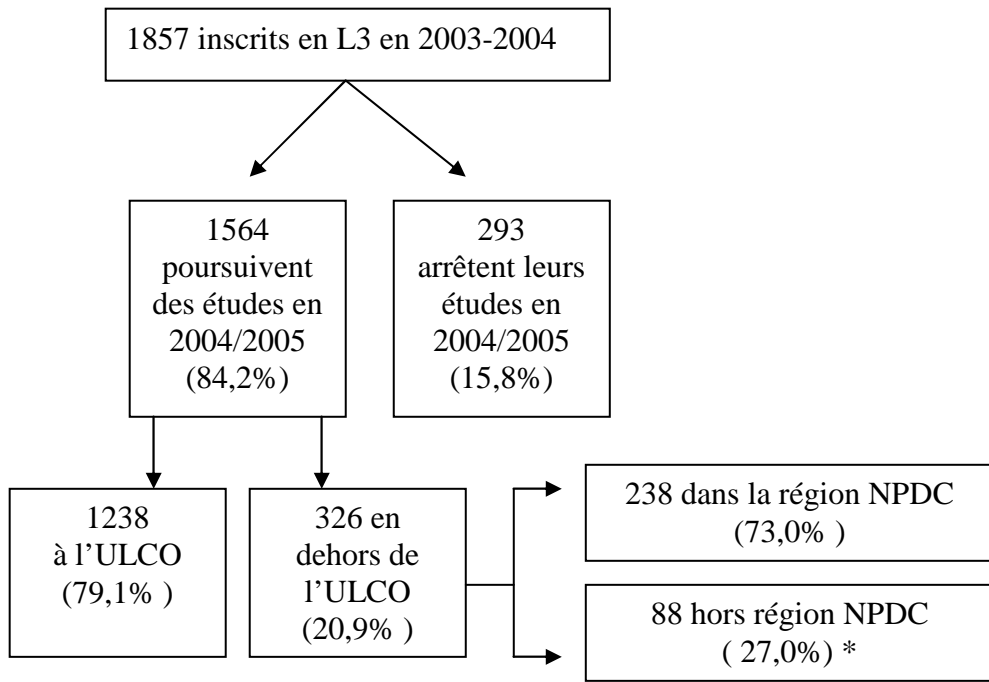 1857 inscrits en L3 en 2003-2004
1564
poursuivent
des études en
2004/2005
(84,2%)
293
arrêtent leurs
études en
2004/2005
(15,8%)
1238
à l’ULCO
(79,1% )
326 en
dehors de
l’ULCO
(20,9% )
238 dans la région NPDC
(73,0% )
88 hors région NPDC
( 27,0%) *